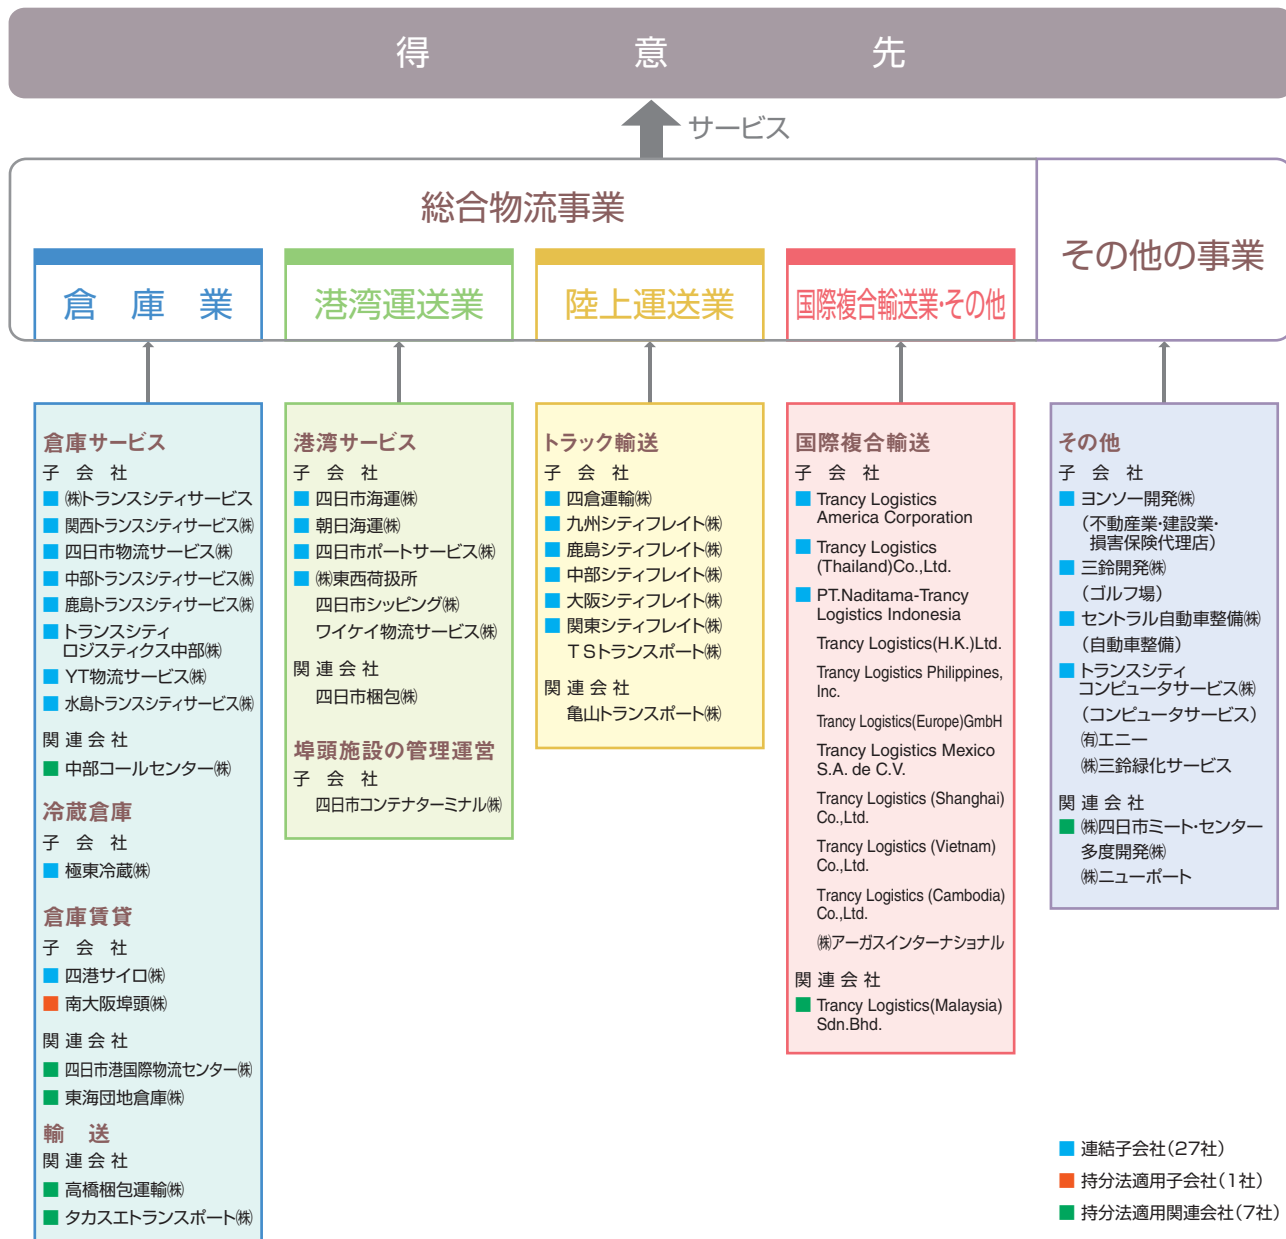 得意先
サービス
総合物流事業
その他の事業
倉庫業
港湾運送業
陸上運送業
国際複合輸送業・その他
倉庫サービス
子会社
㈱トランスシティサービス
関西トランスシティサービス㈱
四日市物流サービス㈱
中部トランスシティサービス㈱
鹿島トランスシティサービス㈱
トランスシティ
ロジスティクス中部㈱
YT物流サービス㈱
水島トランスシティサービス㈱
関連会社
中部コールセンター㈱
冷蔵倉庫
子会社
極東冷蔵㈱
倉庫賃貸
子会社
四港サイロ㈱
南大阪埠頭㈱
関連会社
四日市港国際物流センター㈱
東海団地倉庫㈱
輸送
関連会社
高橋梱包運輸㈱
タカスエトランスポート㈱
港湾サービス
子会社
四日市海運㈱
朝日海運㈱
四日市ポートサービス㈱
㈱東西荷扱所
四日市シッピング㈱
ワイケイ物流サービス㈱
関連会社
四日市梱包㈱
埠頭施設の管理運営
子会社
四日市コンテナターミナル㈱
トラック輸送
子会社
四倉運輸㈱
九州シティフレイト㈱
鹿島シティフレイト㈱
中部シティフレイト㈱
大阪シティフレイト㈱
関東シティフレイト㈱
TSトランスポート㈱
関連会社
亀山トランスポート㈱
国際複合輸送
子会社
Trancy Logistics
America Corporation
Trancy Logistics
(Thailand)Co.,Ltd.
PT.Naditama-Trancy
Logistics Indonesia
Trancy Logistics(H.K.)Ltd.
Trancy Logistics Philippines,
Inc.
Trancy Logistics(Europe)GmbH
Trancy Logistics Mexico
S.A. de C.V.
Trancy Logistics (Shanghai)
Co.,Ltd.
Trancy Logistics (Vietnam)
Co.,Ltd.
Trancy Logistics (Cambodia)
Co.,Ltd.
㈱アーガスインターナショナル
関連会社
Trancy Logistics(Malaysia)
Sdn.Bhd.
その他
子会社
ヨンソー開発㈱
（不動産業・建設業・
損害保険代理店）
三鈴開発㈱
（ゴルフ場）
セントラル自動車整備㈱
（自動車整備）
トランスシティ
コンピュータサービス㈱
（コンピュータサービス）
㈲エニー
㈱三鈴緑化サービス
関連会社
㈱四日市ミート・センター
多度開発㈱
㈱ニューポート
連結子会社（27社）
持分法適用子会社（1社）
持分法適用関連会社（7社）